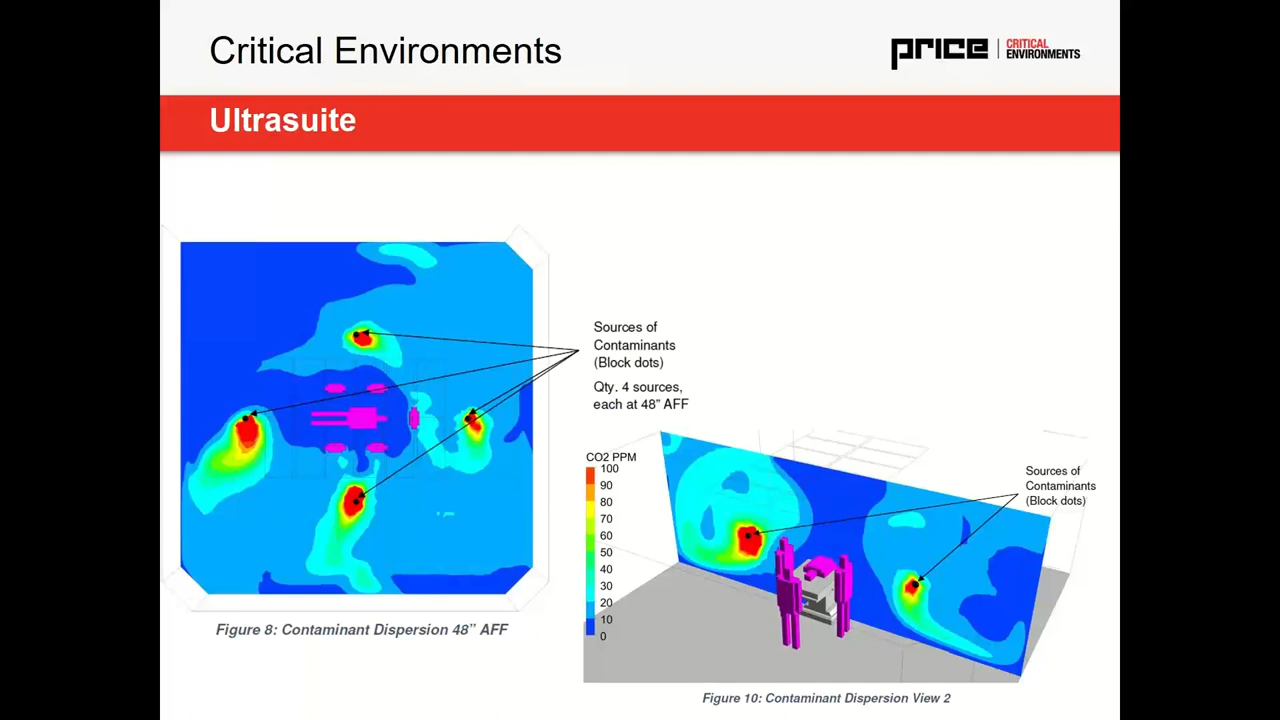 Critical Environments
price | CRITICAL
ENVIRONMENTS
Ultrasuite
Sources of
Contaminants
(Block dots)
Qty. 4 sources,
each at 48” AFF
Figure 8: Contaminant Dispersion 48” AFF
CO2 PPM
100
90
80
70
60
50
40
30
20
10
0
Sources of
Contaminants
(Block dots)
Figure 10: Contaminant Dispersion View 2